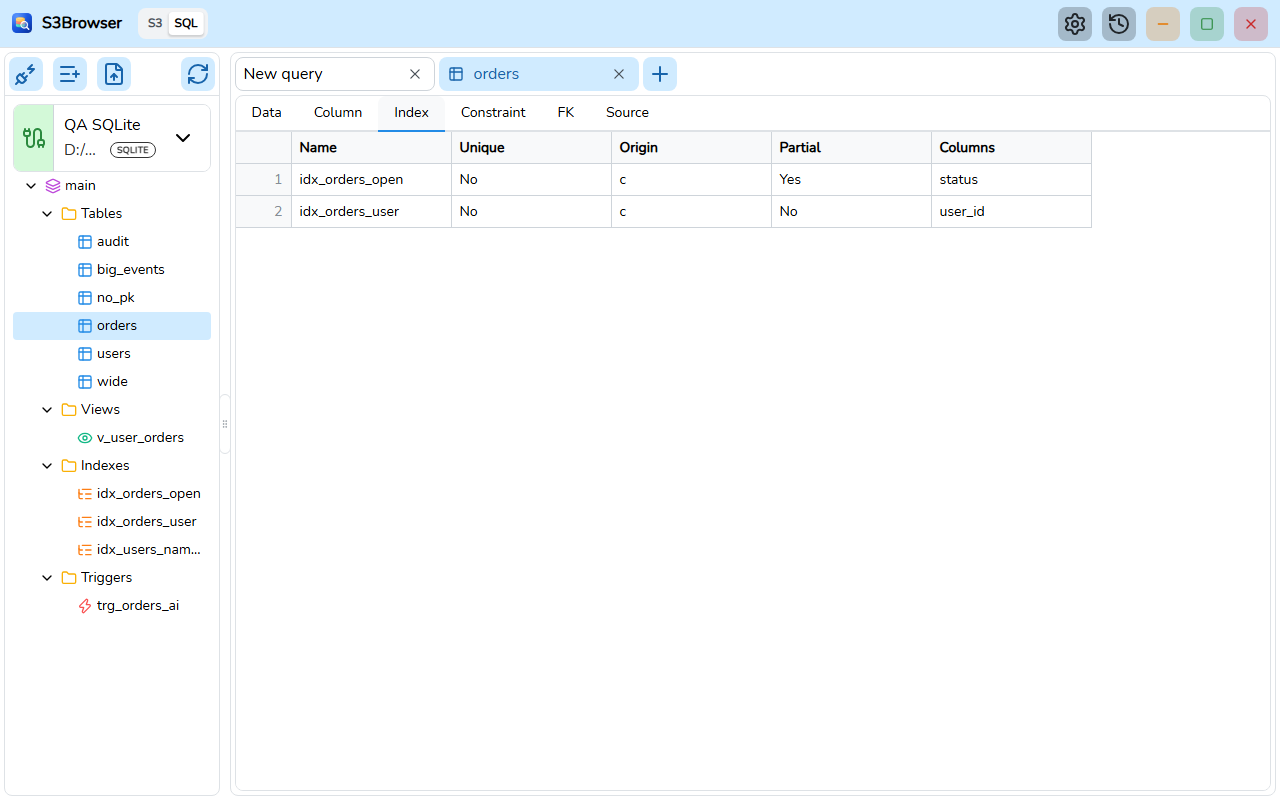 S3Browser S3 SQL
New query orders
Data Column Index Constraint FK Source
QA SQLite
D:/... SQLITE
main
Tables
audit
big_events
no_pk
orders
users
wide
Views
v_user_orders
Indexes
idx_orders_open
idx_orders_user
idx_users_nam...
Triggers
trg_orders_ai
Name Unique Origin Partial Columns
1 idx_orders_open No c Yes status
2 idx_orders_user No c No user_id